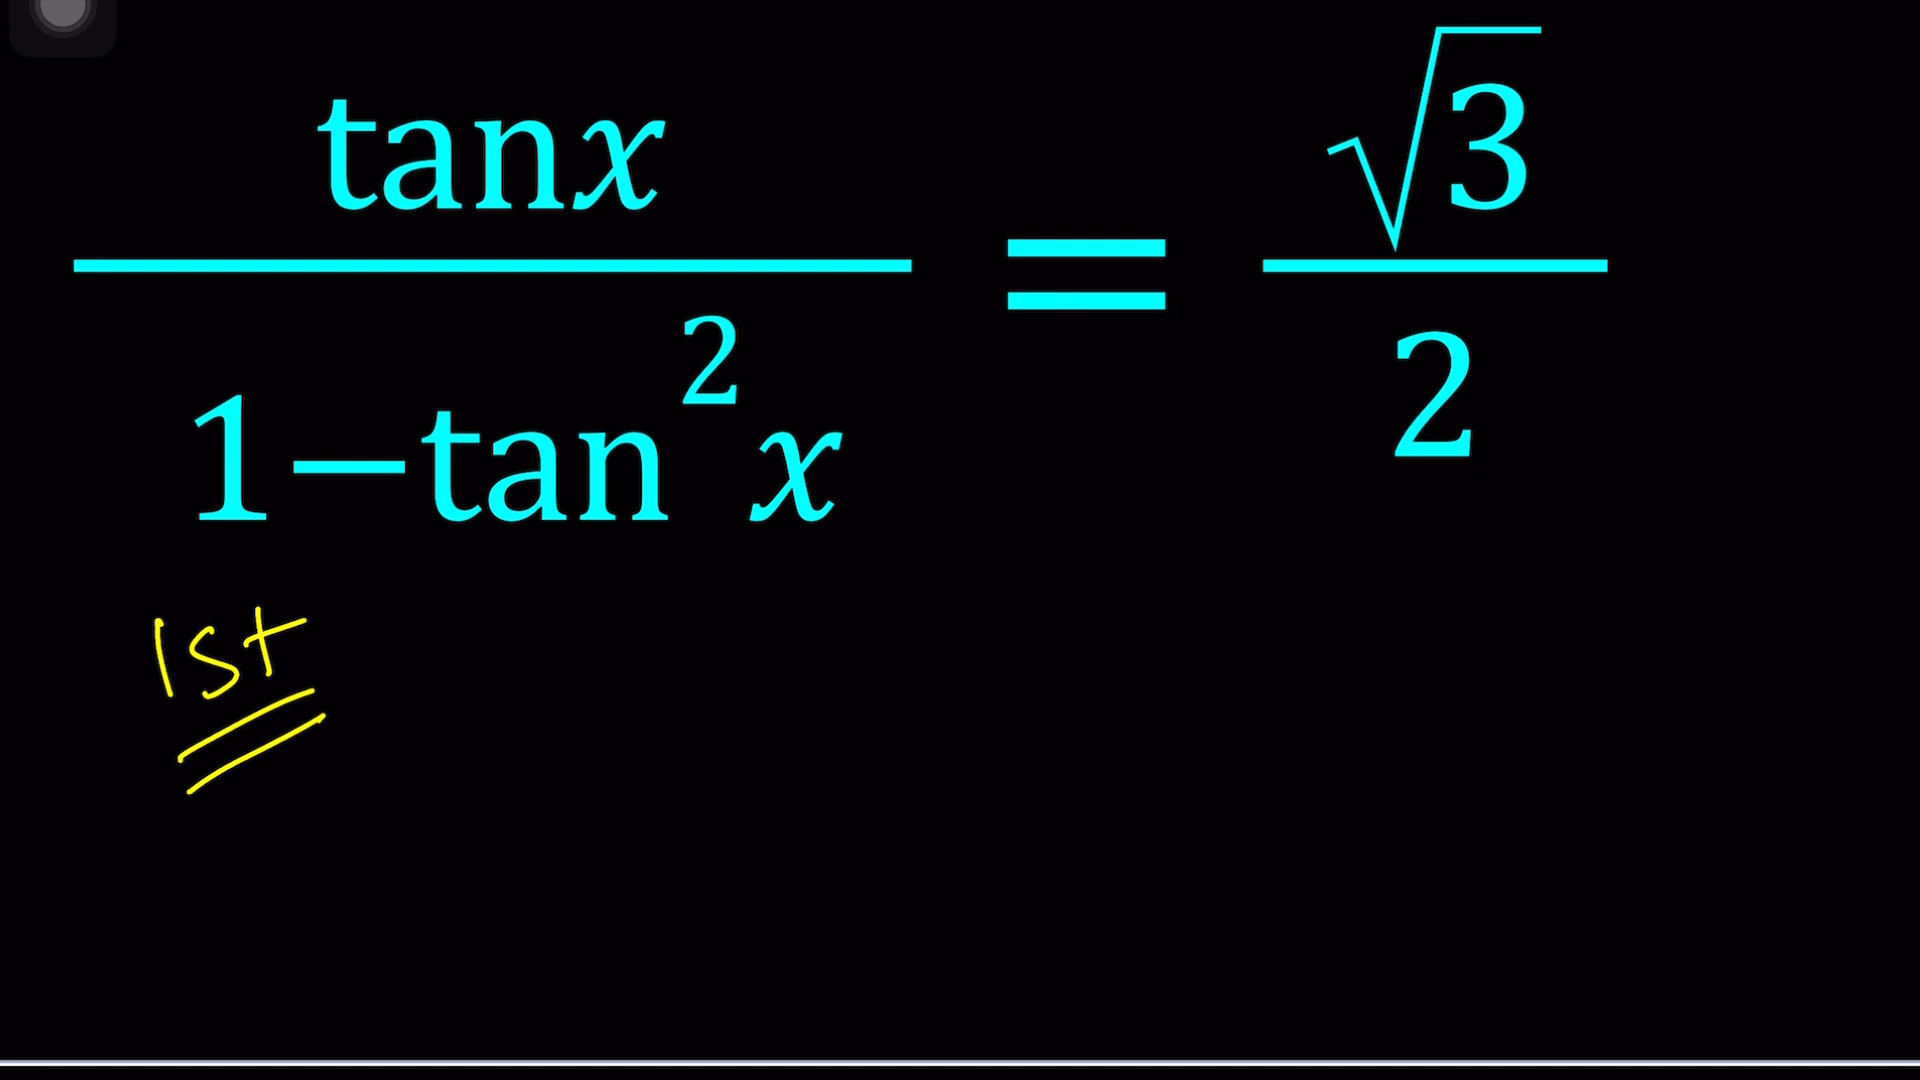 tanx / 1−tan²x = √3 / 2
1st